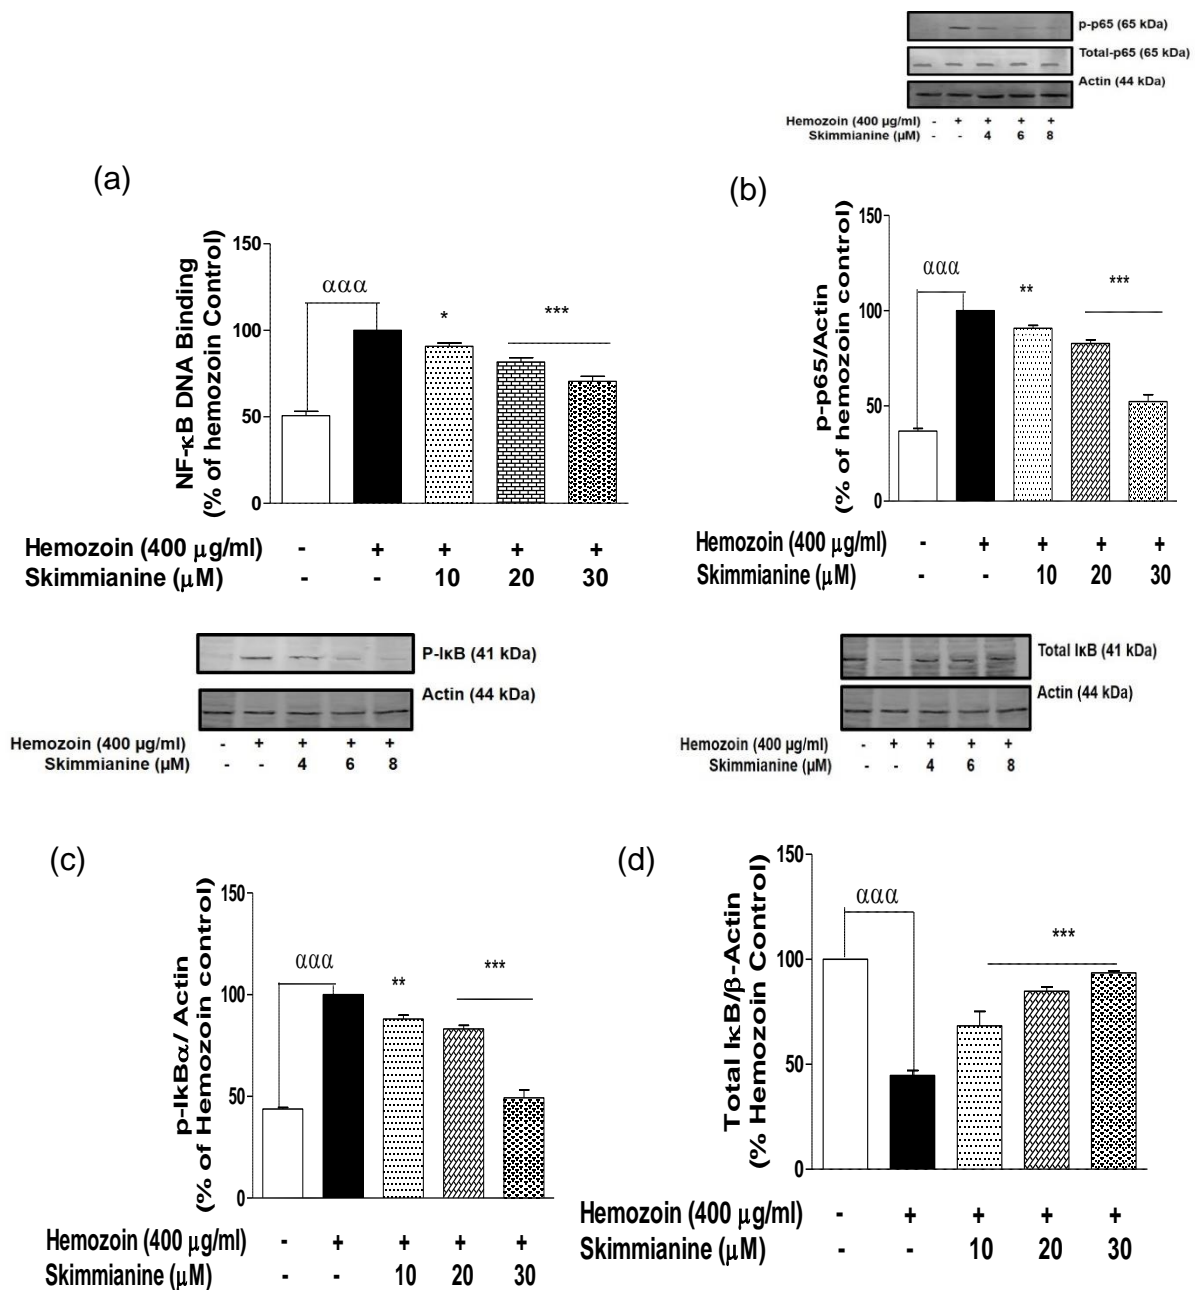 p-p65 (65 kDa)
Total-p65 (65 kDa)
Actin (44 kDa)
Hemozoin (400 µg/ml) - + + + +
Skimmianine (µM) - - 4 6 8
(a)
NF-κB DNA Binding
(% of hemozoin Control)
150
100
50
0
ααα
*
***
Hemozoin (400 µg/ml) - + + + +
Skimmianine (µM) - - 10 20 30
(b)
p-p65/Actin
(% of hemozoin control)
150
100
50
0
ααα
**
***
Hemozoin (400 µg/ml) - + + + +
Skimmianine (µM) - - 10 20 30
P-IκB (41 kDa)
Actin (44 kDa)
Hemozoin (400 µg/ml) - + + + +
Skimmianine (µM) - - 4 6 8
Total IκB (41 kDa)
Actin (44 kDa)
Hemozoin (400 µg/ml) - + + + +
Skimmianine (µM) - - 4 6 8
(c)
p-IkBα/ Actin
(% of Hemozoin control)
150
100
50
0
ααα
**
***
Hemozoin (400 µg/ml) - + + + +
Skimmianine (µM) - - 10 20 30
(d)
Total IκB/β-Actin
(% Hemozoin Control)
150
100
50
0
ααα
***
Hemozoin (400 µg/ml) - + + + +
Skimmianine (µM) - - 10 20 30